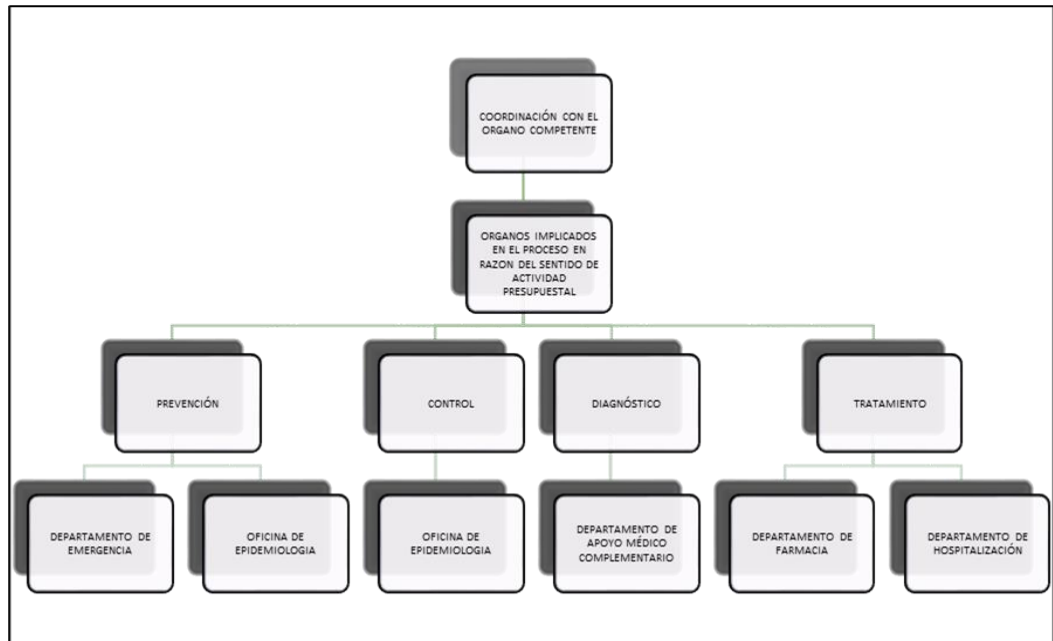 COORDINACIÓN CON EL
ORGANO COMPETENTE
ORGANOS IMPLICADOS
EN EL PROCESO EN
RAZON DEL SENTIDO DE
ACTIVIDAD
PRESUPUESTAL
PREVENCIÓN
CONTROL
DIAGNÓSTICO
TRATAMIENTO
DEPARTAMENTO DE
EMERGENCIA
OFICINA DE
EPIDEMIOLOGIA
OFICINA DE
EPIDEMIOLOGIA
DEPARTAMENTO DE
APOYO MÉDICO
COMPLEMENTARIO
DEPARTAMENTO DE
FARMACIA
DEPARTAMENTO DE
HOSPITALIZACIÓN